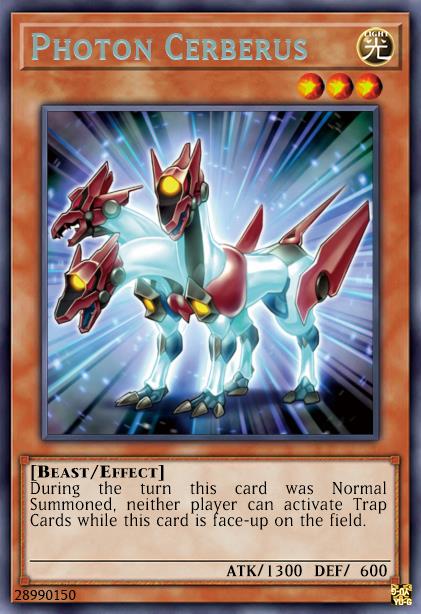 PHOTON CERBERUS
LIGHT
光
[BEAST/EFFECT]
During the turn this card was Normal
Summoned, neither player can activate Trap
Cards while this card is face-up on the field.
ATK/1300 DEF/ 600
28990150